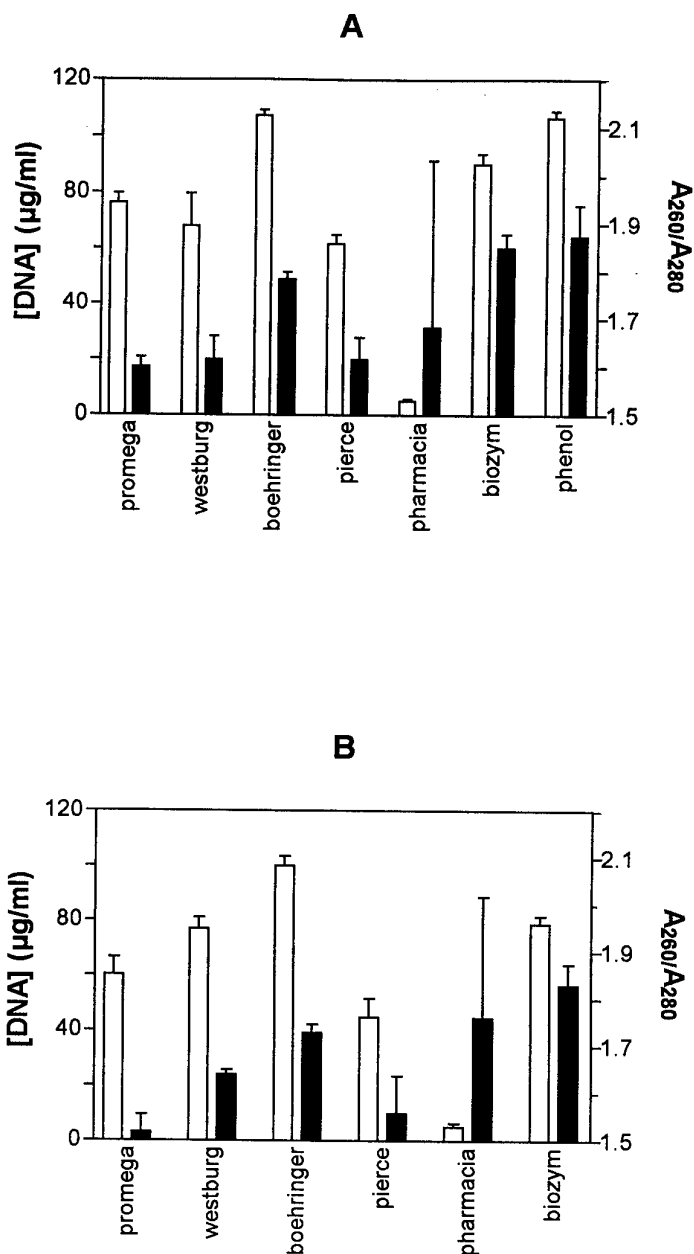 A
120
80
40
0
[DNA] (µg/ml)
2.1
1.9
1.7
1.5
A260/A280
promega
westburg
boehringer
pierce
pharmacia
biozym
phenol
B
120
80
40
0
[DNA] (µg/ml)
2.1
1.9
1.7
1.5
A260/A280
promega
westburg
boehringer
pierce
pharmacia
biozym